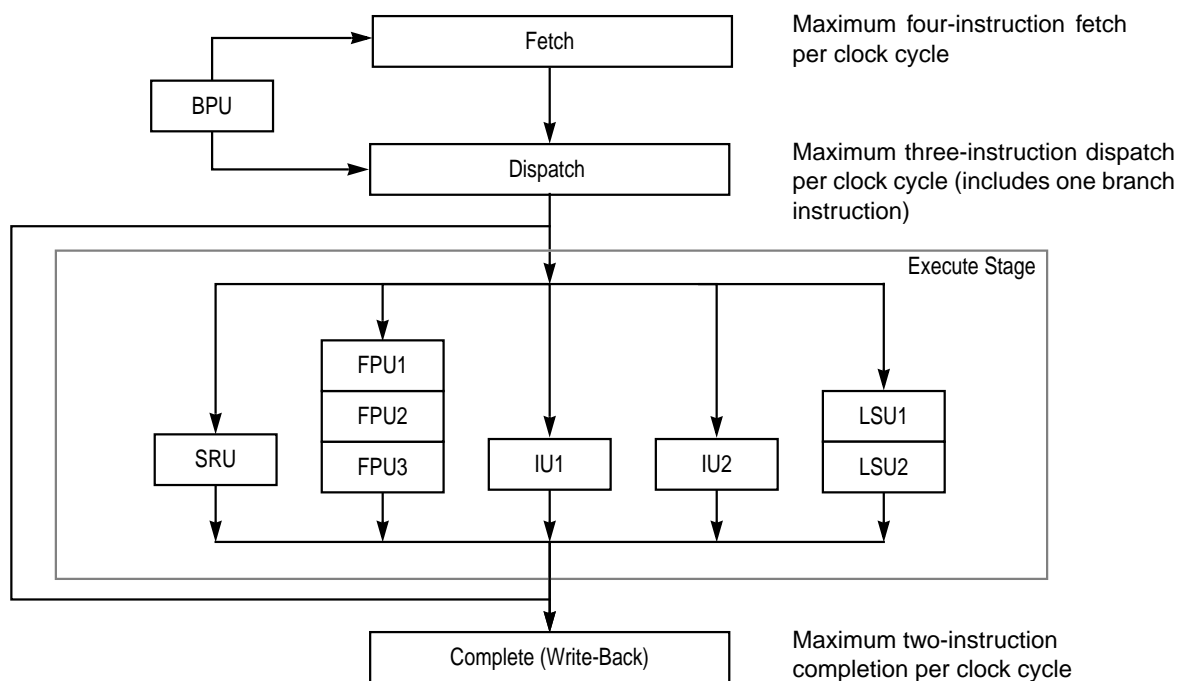 Fetch
Maximum four-instruction fetch
per clock cycle
BPU
Dispatch
Maximum three-instruction dispatch
per clock cycle (includes one branch
instruction)
Execute Stage
FPU1
FPU2
FPU3
SRU
IU1
IU2
LSU1
LSU2
Complete (Write-Back)
Maximum two-instruction
completion per clock cycle